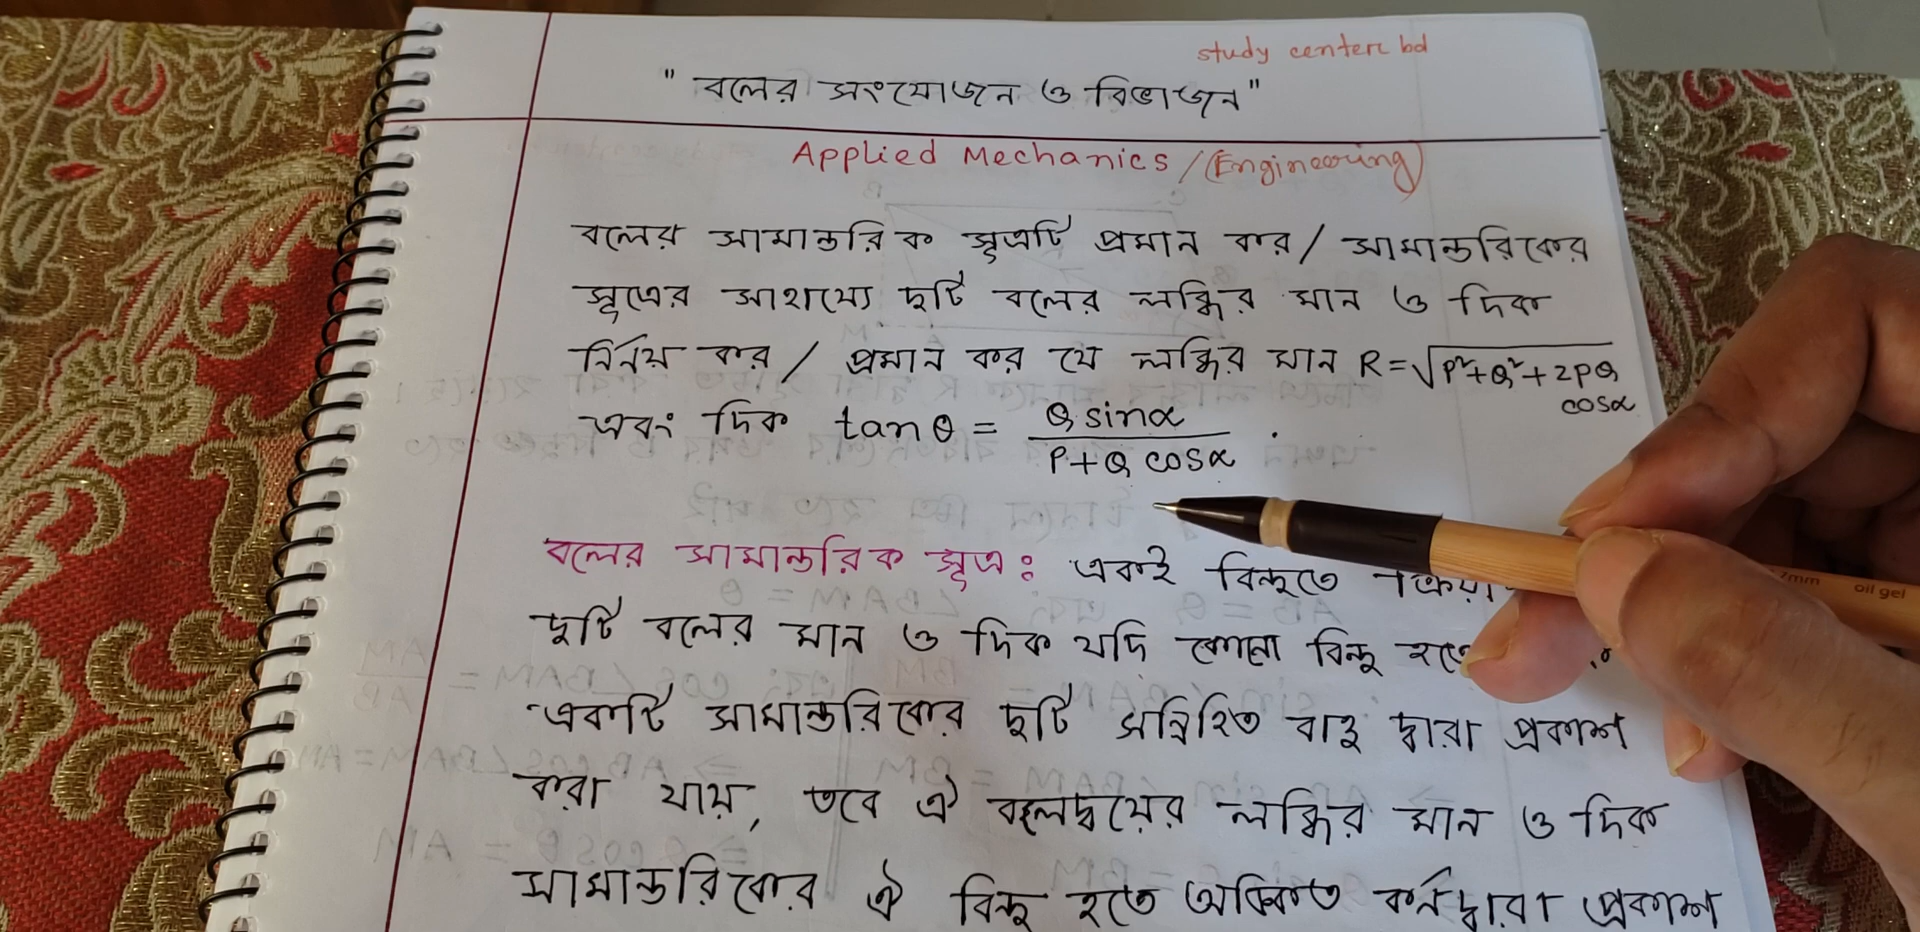 study center bd
" বলের সংযোজন ও বিভাজন "
Applied Mechanics / (Engineering)
বলের সামান্তরিক সূত্রটি প্রমান কর / সামান্তরিকের
সূত্রের সাহায্যে দুটি বলের লব্ধির মান ও দিক
নির্নয় কর / প্রমান কর যে লব্ধির মান R = √P²+Q²+2PQ
cosα
এবং দিক tanθ = Q sinα / P+Q cosα .
বলের সামান্তরিক সূত্র : একই বিন্দুতে ক্রিয়া
দুটি বলের মান ও দিক যদি কোনো বিন্দু হতে
একটি সামান্তরিকের দুটি সন্নিহিত বাহু দ্বারা প্রকাশ
করা যায়, তবে ঐ বলদ্বয়ের লব্ধির মান ও দিক
সামান্তরিকের ঐ বিন্দু হতে অঙ্কিত কর্নদ্বারা প্রকাশ